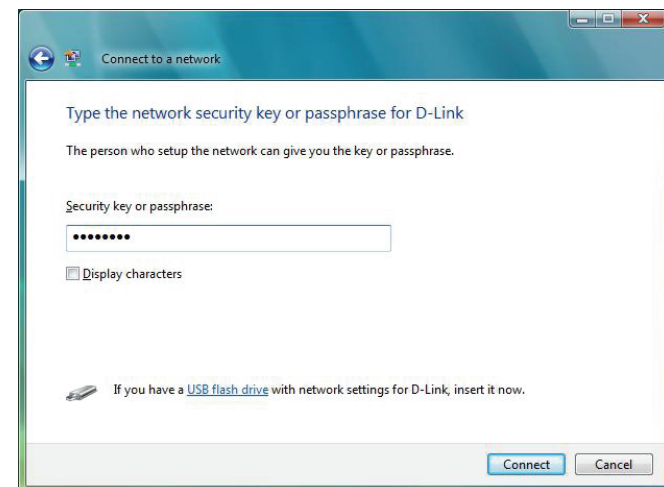 Connect to a network
Type the network security key or passphrase for D-Link
The person who setup the network can give you the key or passphrase.
Security key or passphrase:
••••••••
Display characters
If you have a USB flash drive with network settings for D-Link, insert it now.
Connect Cancel